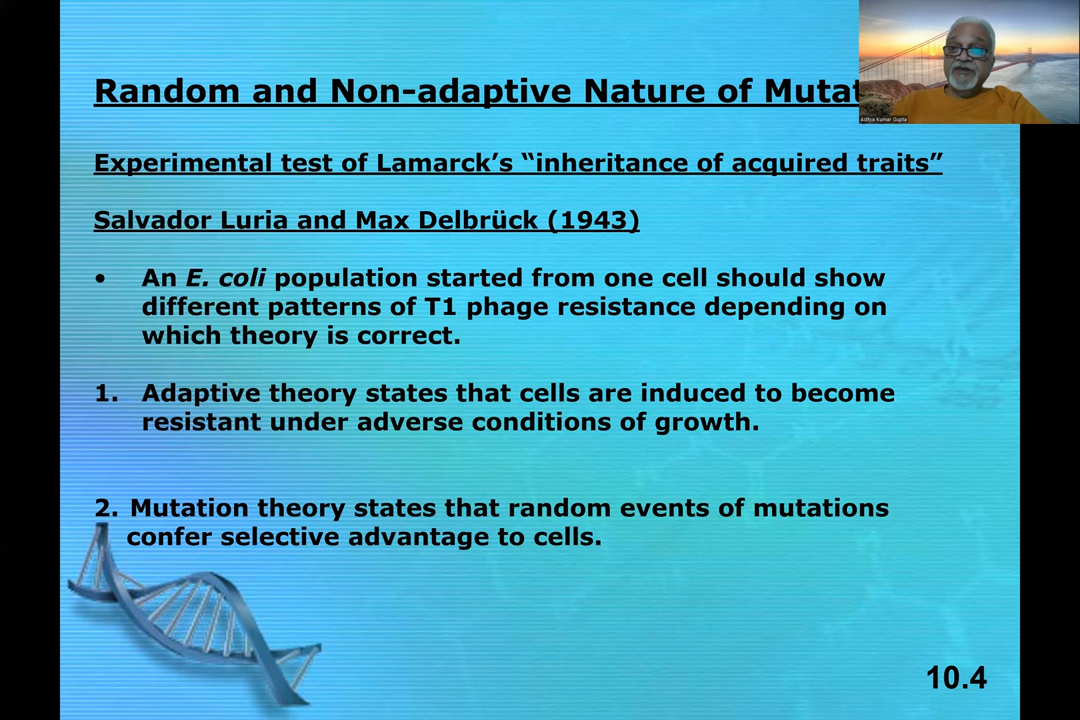 Random and Non-adaptive Nature of Mutat
Experimental test of Lamarck’s “inheritance of acquired traits”
Salvador Luria and Max Delbrück (1943)
• An E. coli population started from one cell should show
different patterns of T1 phage resistance depending on
which theory is correct.
1. Adaptive theory states that cells are induced to become
resistant under adverse conditions of growth.
2. Mutation theory states that random events of mutations
confer selective advantage to cells.
10.4
Aditya Kumar Gupta